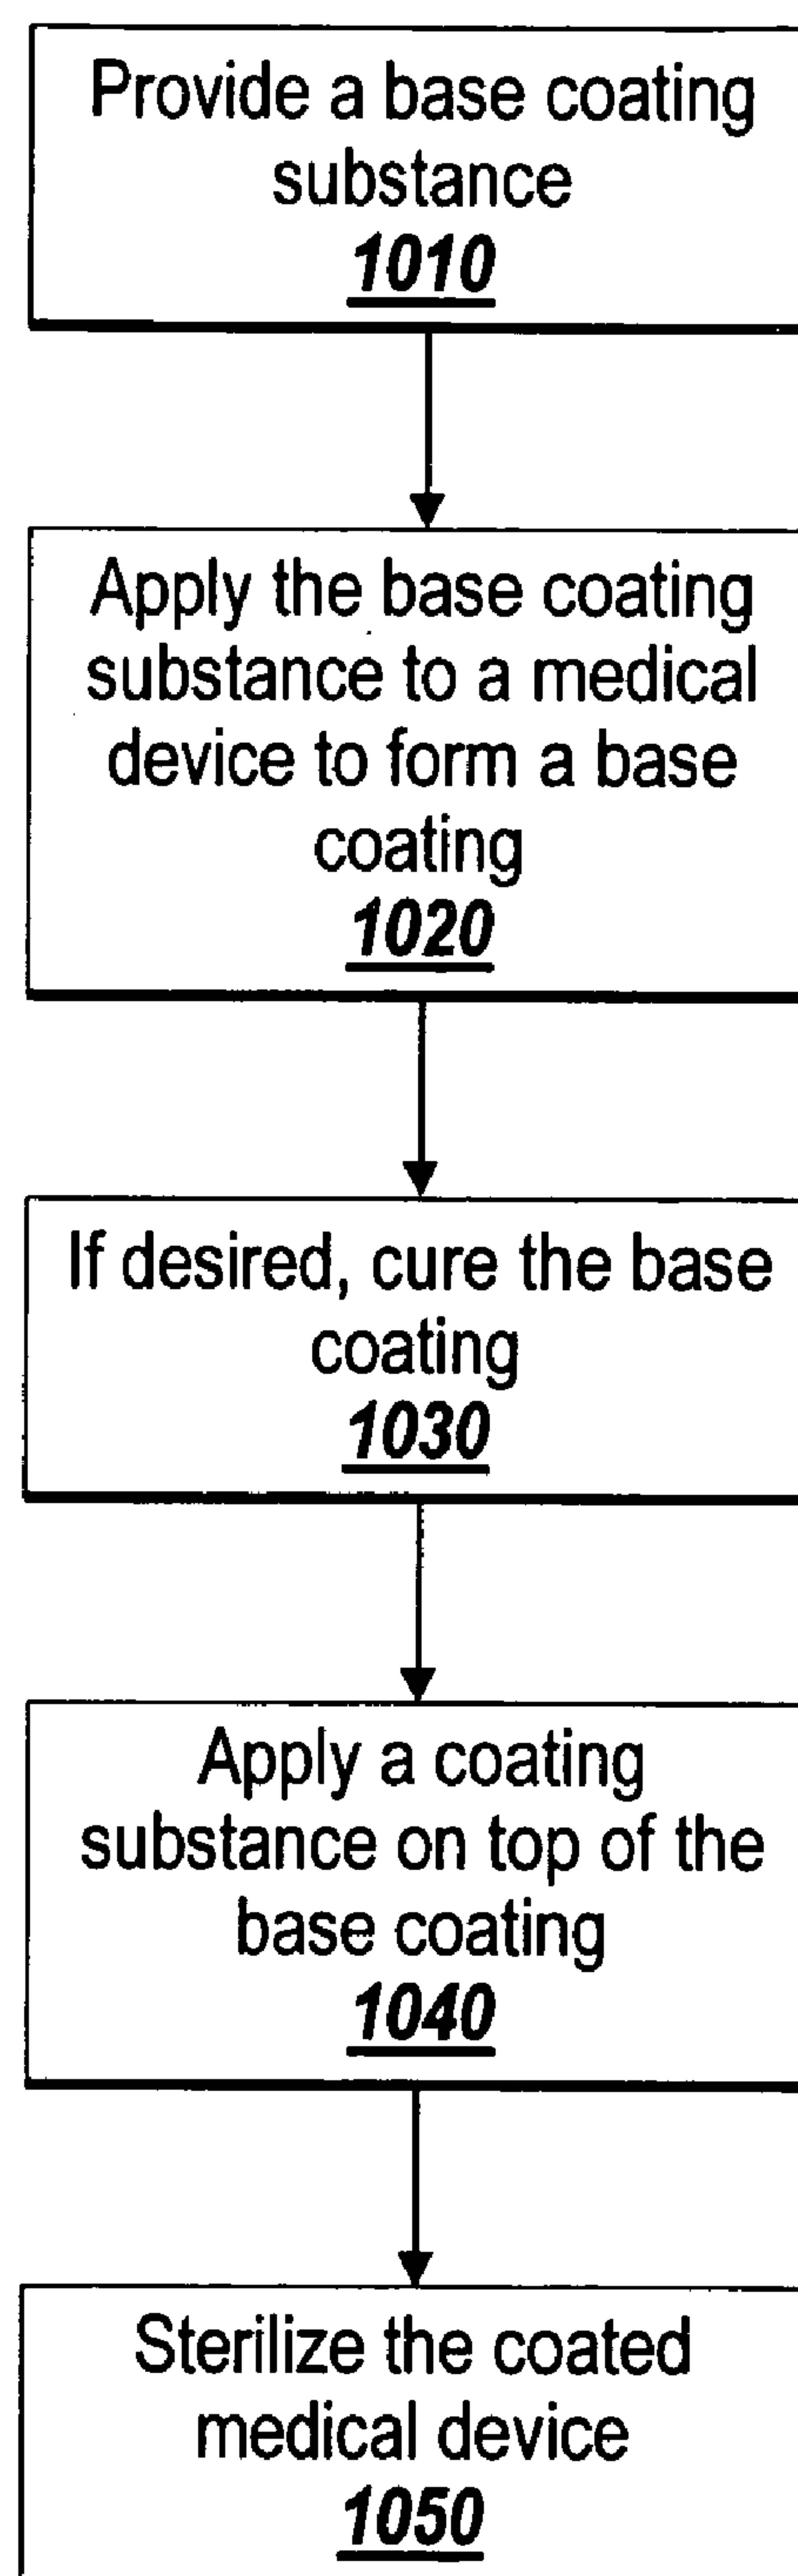 Provide a base coating
substance
1010
Apply the base coating
substance to a medical
device to form a base
coating
1020
If desired, cure the base
coating
1030
Apply a coating
substance on top of the
base coating
1040
Sterilize the coated
medical device
1050